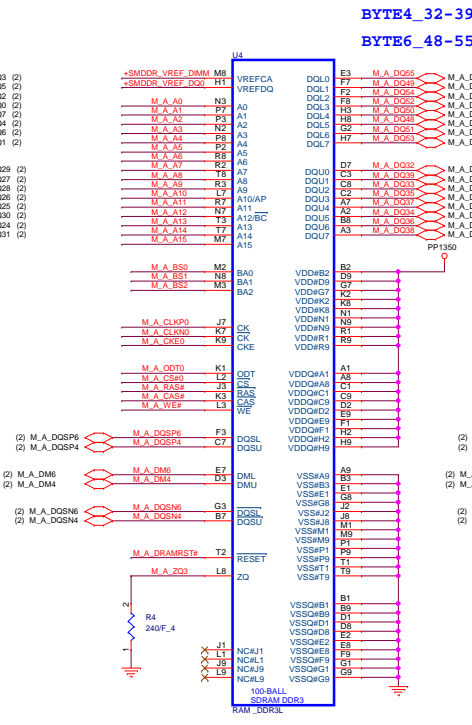 BYTE4_32-39
BYTE6_48-55
U4
+SMDDR_VREF_DIMM M8 VREFCA
+SMDDR_VREF_DQ0 H1 VREFDQ
M_A_A0 N3 A0
M_A_A1 P7 A1
M_A_A2 P3 A2
M_A_A3 N2 A3
M_A_A4 P8 A4
M_A_A5 P2 A5
M_A_A6 R8 A6
M_A_A7 R2 A7
M_A_A8 T8 A8
M_A_A9 R3 A9
M_A_A10 L7 A10/AP
M_A_A11 R7 A11
M_A_A12 N7 A12/BC
M_A_A13 T3 A13
M_A_A14 T7 A14
M_A_A15 M7 A15
M_A_BS0 M2 BA0
M_A_BS1 N8 BA1
M_A_BS2 M3 BA2
M_A_CLKP0 J7 CK
M_A_CLKN0 K7 CK
M_A_CKE0 K9 CKE
M_A_ODT0 K1 ODT
M_A_CS#0 L2 CS
M_A_RAS# J3 RAS
M_A_CAS# K3 CAS
M_A_WE# L3 WE
(2) M_A_DQSP6 M_A_DQSP6 F3 DQSL
(2) M_A_DQSP4 M_A_DQSP4 C7 DQSU
(2) M_A_DM6 M_A_DM6 E7 DML
(2) M_A_DM4 M_A_DM4 D3 DMU
(2) M_A_DQSN6 M_A_DQSN6 G3 DQSL
(2) M_A_DQSN4 M_A_DQSN4 B7 DQSU
M_A_DRAMRST# T2 RESET
M_A_ZQ3 L8 ZQ
2
R4
240/F_4
1
J1 NC#J1
L1 NC#L1
J9 NC#J9
L9 NC#L9
DQL0 E3 M_A_DQ55
DQL1 F7 M_A_DQ49
DQL2 F2 M_A_DQ54
DQL3 F8 M_A_DQ52
DQL4 H3 M_A_DQ50
DQL5 H8 M_A_DQ48
DQL6 G2 M_A_DQ51
DQL7 H7 M_A_DQ53
DQU0 D7 M_A_DQ32
DQU1 C3 M_A_DQ39
DQU2 C8 M_A_DQ33
DQU3 C2 M_A_DQ35
DQU4 A7 M_A_DQ37
DQU5 A2 M_A_DQ34
DQU6 B8 M_A_DQ36
DQU7 A3 M_A_DQ38
PP1350
VDD#B2 B2
VDD#D9 D9
VDD#G7 G7
VDD#K2 K2
VDD#K8 K8
VDD#N1 N1
VDD#N9 N9
VDD#R1 R1
VDD#R9 R9
VDDQ#A1 A1
VDDQ#A8 A8
VDDQ#C1 C1
VDDQ#C9 C9
VDDQ#D2 D2
VDDQ#E9 E9
VDDQ#F1 F1
VDDQ#H2 H2
VDDQ#H9 H9
VSS#A9 A9
VSS#B3 B3
VSS#E1 E1
VSS#G8 G8
VSS#J2 J2
VSS#J8 J8
VSS#M1 M1
VSS#M9 M9
VSS#P1 P1
VSS#P9 P9
VSS#T1 T1
VSS#T9 T9
VSSQ#B1 B1
VSSQ#B9 B9
VSSQ#D1 D1
VSSQ#D8 D8
VSSQ#E2 E2
VSSQ#E8 E8
VSSQ#F9 F9
VSSQ#G1 G1
VSSQ#G9 G9
100-BALL
SDRAM DDR3
RAM _DDR3L